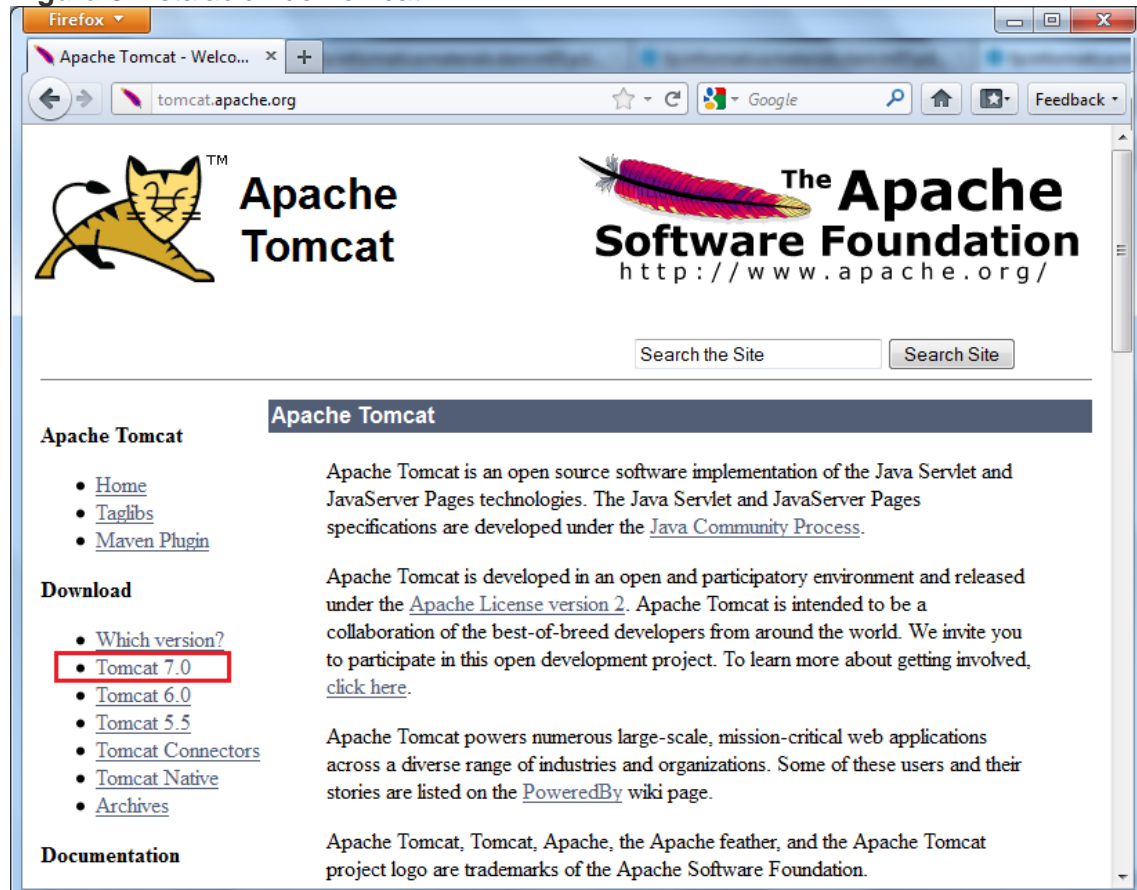 Firefox
Apache Tomcat - Welco...
tomcat.apache.org
Google
Feedback
TM
Apache
Tomcat
The Apache
Software Foundation
http://www.apache.org/
Search the Site
Search Site
Apache Tomcat
Home
Taglibs
Maven Plugin
Download
Which version?
Tomcat 7.0
Tomcat 6.0
Tomcat 5.5
Tomcat Connectors
Tomcat Native
Archives
Documentation
Apache Tomcat
Apache Tomcat is an open source software implementation of the Java Servlet and
JavaServer Pages technologies. The Java Servlet and JavaServer Pages
specifications are developed under the Java Community Process.
Apache Tomcat is developed in an open and participatory environment and released
under the Apache License version 2. Apache Tomcat is intended to be a
collaboration of the best-of-breed developers from around the world. We invite you
to participate in this open development project. To learn more about getting involved,
click here.
Apache Tomcat powers numerous large-scale, mission-critical web applications
across a diverse range of industries and organizations. Some of these users and their
stories are listed on the PoweredBy wiki page.
Apache Tomcat, Tomcat, Apache, the Apache feather, and the Apache Tomcat
project logo are trademarks of the Apache Software Foundation.